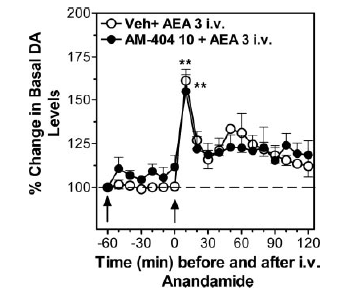 200
Veh+ AEA 3 i.v.
AM-404 10 + AEA 3 i.v.
175
**
**
150
125
100
% Change in Basal DA
Levels
-60 -30 0 30 60 90 120
Time (min) before and after i.v.
Anandamide